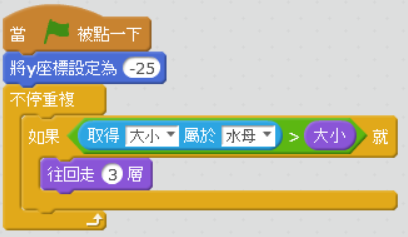 當 被點一下
將y座標設定為 -25
不停重複
如果 取得 大小 屬於 水母 > 大小 就
往回走 3 層